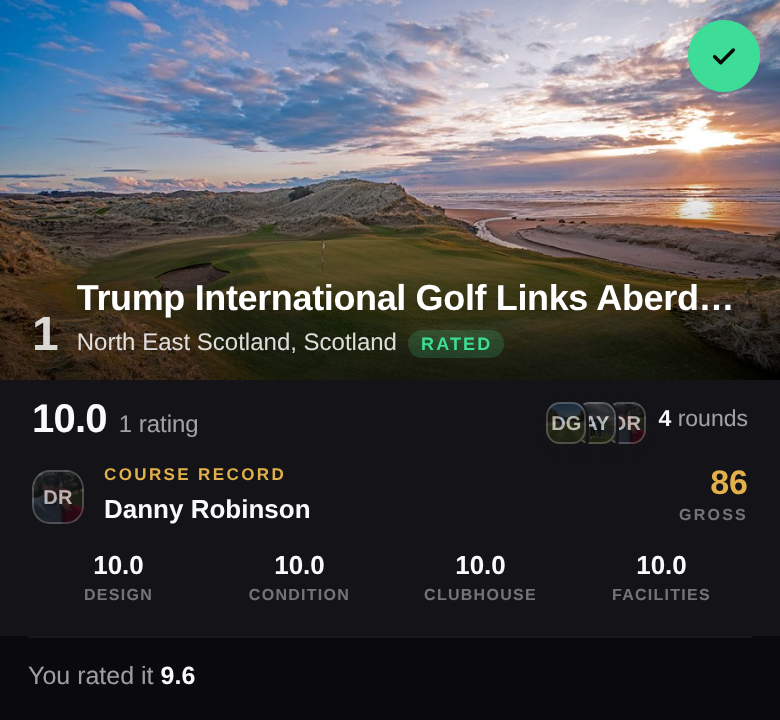 Trump International Golf Links Aberd…
1
North East Scotland, Scotland RATED
10.0 1 rating
DG AY DR 4 rounds
DR
COURSE RECORD
Danny Robinson
86
GROSS
10.0 10.0 10.0 10.0
DESIGN CONDITION CLUBHOUSE FACILITIES
You rated it 9.6